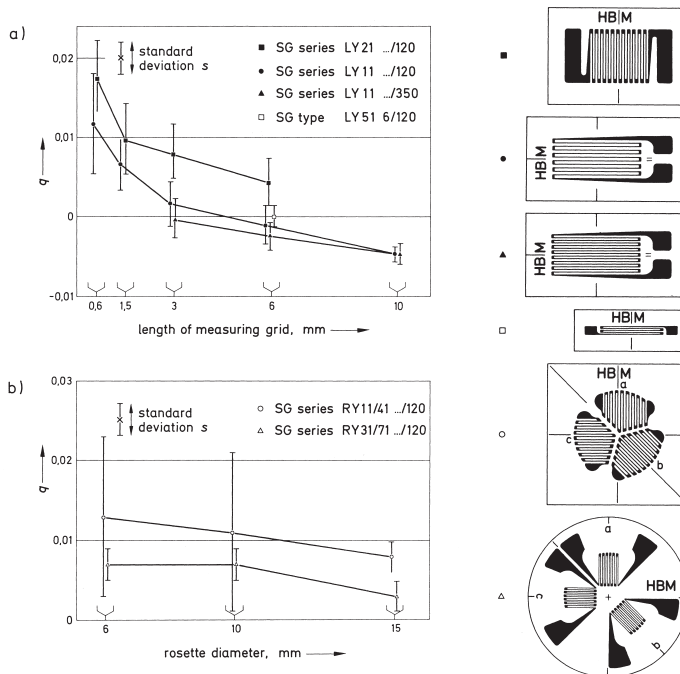 a)
0,02
0,01
0
−0,01
q
standard
deviation s
SG series LY 21 .../120
SG series LY 11 .../120
SG series LY 11 .../350
SG type LY 51 6/120
0,6 1,5 3 6 10
length of measuring grid, mm
b)
0,03
0,02
0,01
0
q
standard
deviation s
SG series RY11/41 .../120
SG series RY31/71 .../120
6 10 15
rosette diameter, mm
HB M
HB M
=
HB M
=
HB M
HB M
a
c
b
a
HBM
c
b